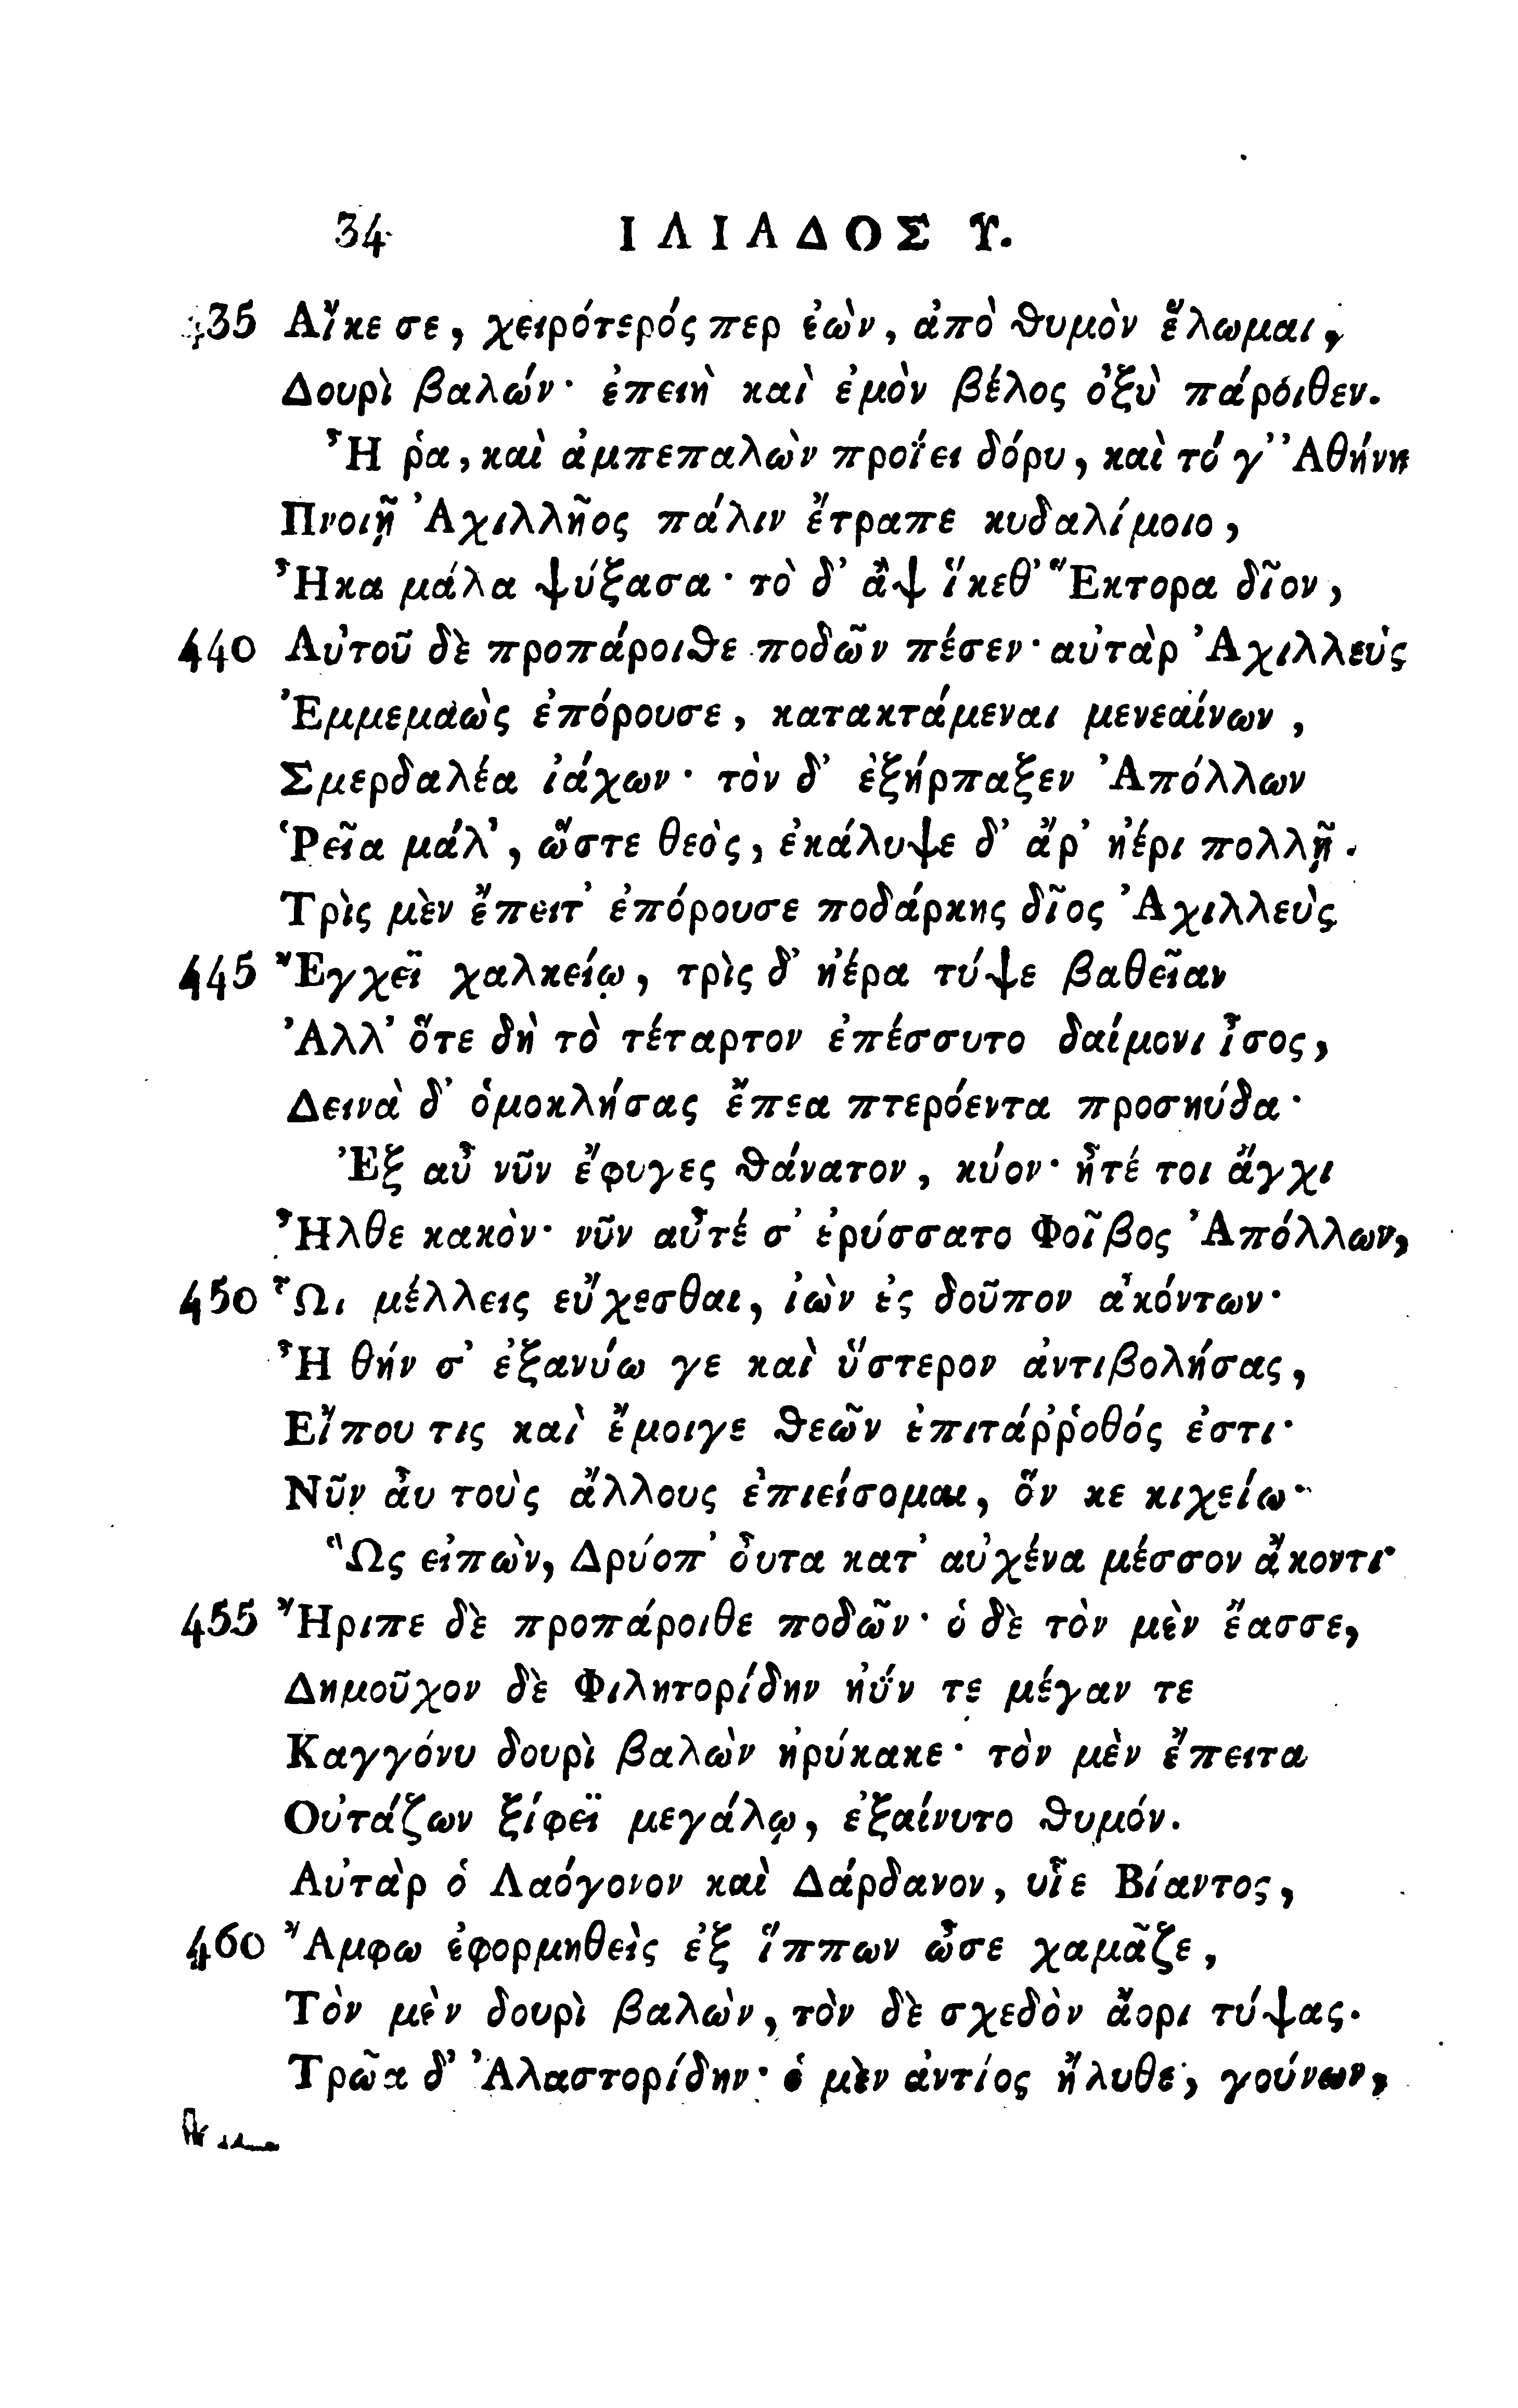 34 ΙΛΙΑΔΟΣ Υ.
435 Αἴκε σε, χειρότερός περ ἐὼν, ἀπὸ θυμὸν ἕλωμαι,
Δουρὶ βαλών· ἐπειὴ καὶ ἐμὸν βέλος ὀξὺ πάροιθεν.
Ἦ ῥα, καὶ ἀμπεπαλὼν προΐει δόρυ, καὶ τό γ' Ἀθήνη
Πνοιῇ Ἀχιλλῆος πάλιν ἔτραπε κυδαλίμοιο,
Ἦκα μάλα ψύξασα· τὸ δ' ἂψ ἵκεθ' Ἕκτορα δῖον,
440 Αὐτοῦ δὲ προπάροιθε ποδῶν πέσεν· αὐτὰρ Ἀχιλλεὺς
Ἐμμεμαὼς ἐπόρουσε, κατακτάμεναι μενεαίνων,
Σμερδαλέα ἰάχων· τὸν δ' ἐξήρπαξεν Ἀπόλλων
Ῥεῖα μάλ', ὥστε θεὸς, ἐκάλυψε δ' ἄρ' ἠέρι πολλῇ.
Τρὶς μὲν ἔπειτ' ἐπόρουσε ποδάρκης δῖος Ἀχιλλεὺς
445 Ἔγχεϊ χαλκείῳ, τρὶς δ' ἠέρα τύψε βαθεῖαν
Ἀλλ' ὅτε δὴ τὸ τέταρτον ἐπέσσυτο δαίμονι ἶσος,
Δεινὰ δ' ὁμοκλήσας ἔπεα πτερόεντα προσηύδα·
Ἐξ αὖ νῦν ἔφυγες θάνατον, κύον· ἦτέ τοι ἄγχι
Ἦλθε κακὸν· νῦν αὖτέ σ' ἐρύσσατο Φοῖβος Ἀπόλλων,
450 Ὧι μέλλεις εὔχεσθαι, ἰὼν ἐς δοῦπον ἀκόντων·
Ἦ θήν σ' ἐξανύω γε καὶ ὕστερον ἀντιβολήσας,
Εἴπου τις καὶ ἔμοιγε θεῶν ἐπιτάῤῥοθός ἐστι·
Νῦν ἆυ τοὺς ἄλλους ἐπιείσομαι, ὅν κε κιχείω·
Ὣς εἰπὼν, Δρύοπ' ὄυτα κατ' αὐχένα μέσσον ἄκοντι·
455 Ἤριπε δὲ προπάροιθε ποδῶν· ὁ δὲ τὸν μὲν ἔασσε,
Δημοῦχον δὲ Φιλητορίδην ἠΰν τε μέγαν τε
Καγγόνυ δουρὶ βαλὼν ἠρύκακε· τὸν μὲν ἔπειτα
Οὐτάζων ξίφεϊ μεγάλῳ, ἐξαίνυτο θυμόν.
Αὐτὰρ ὁ Λαόγονον καὶ Δάρδανον, υἷε Βίαντος,
460 Ἄμφω ἐφορμηθεὶς ἐξ ἵππων ὦσε χαμᾶζε,
Τὸν μὲν δουρὶ βαλὼν, τὸν δὲ σχεδὸν ἄορι τύψας.
Τρῶα δ' Ἀλαστορίδην· ὁ μὲν ἀντίος ἤλυθε, γούνων,